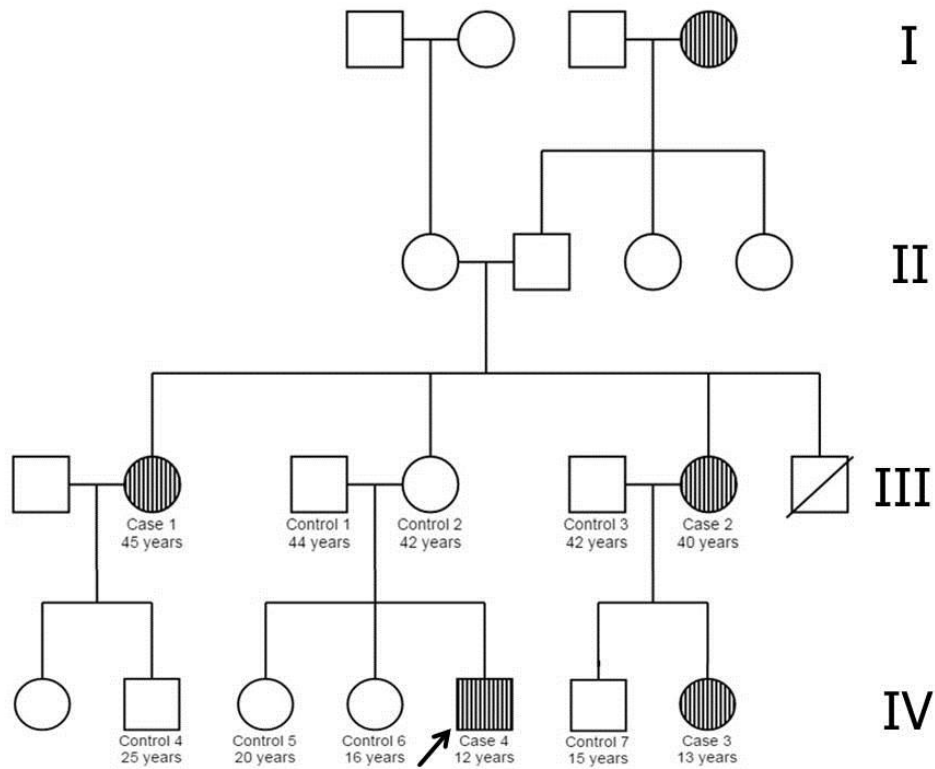 I
II
III
Case 1
45 years
Control 1
44 years
Control 2
42 years
Control 3
42 years
Case 2
40 years
IV
Control 4
25 years
Control 5
20 years
Control 6
16 years
Case 4
12 years
Control 7
15 years
Case 3
13 years